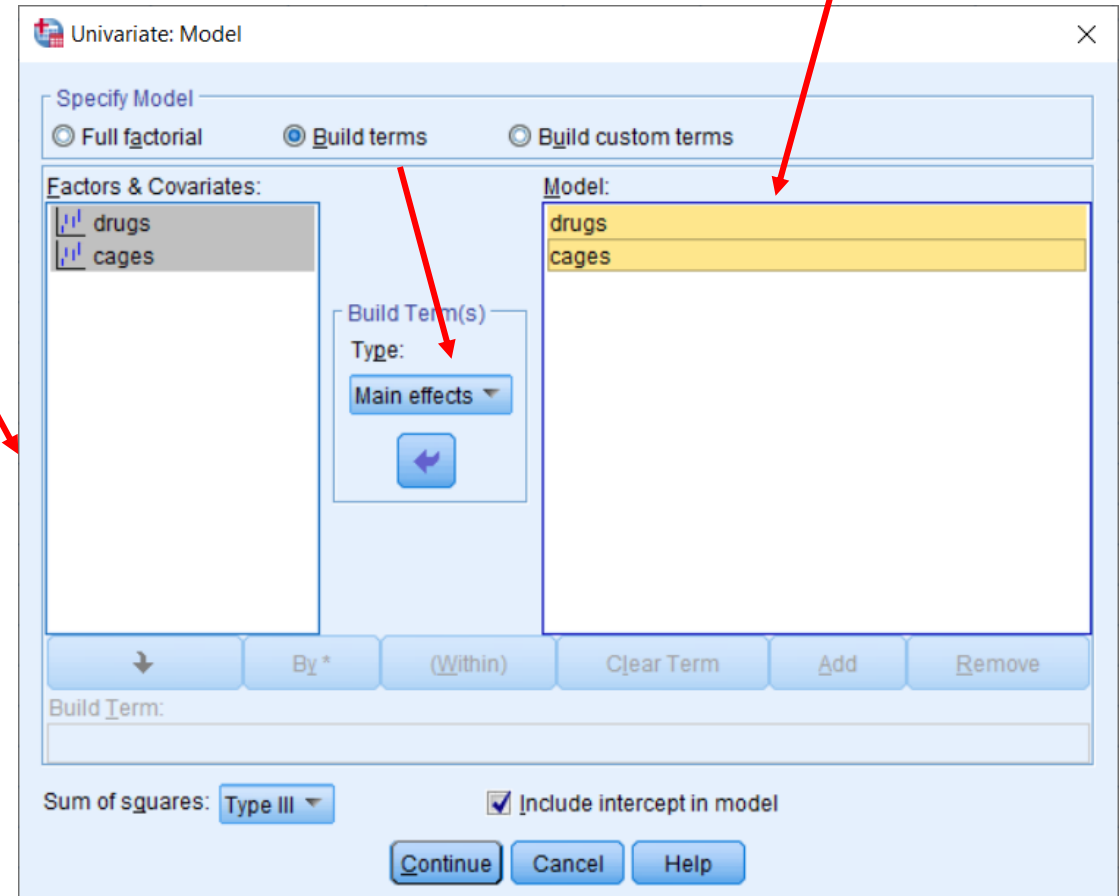 Univariate: Model
Specify Model
Full factorial Build terms Build custom terms
Factors & Covariates: Model:
drugs drugs
cages cages
Build Term(s)
Type:
Main effects
By * (Within) Clear Term Add Remove
Build Term:
Sum of squares: Type III Include intercept in model
Continue Cancel Help